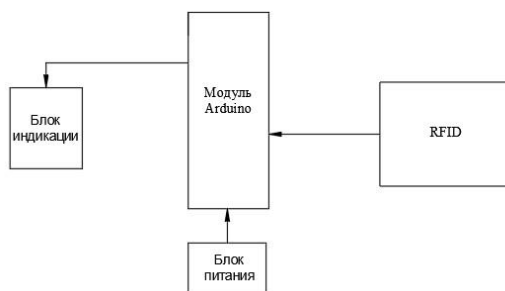 Модуль
Arduino
Блок
индикации
RFID
Блок
питания